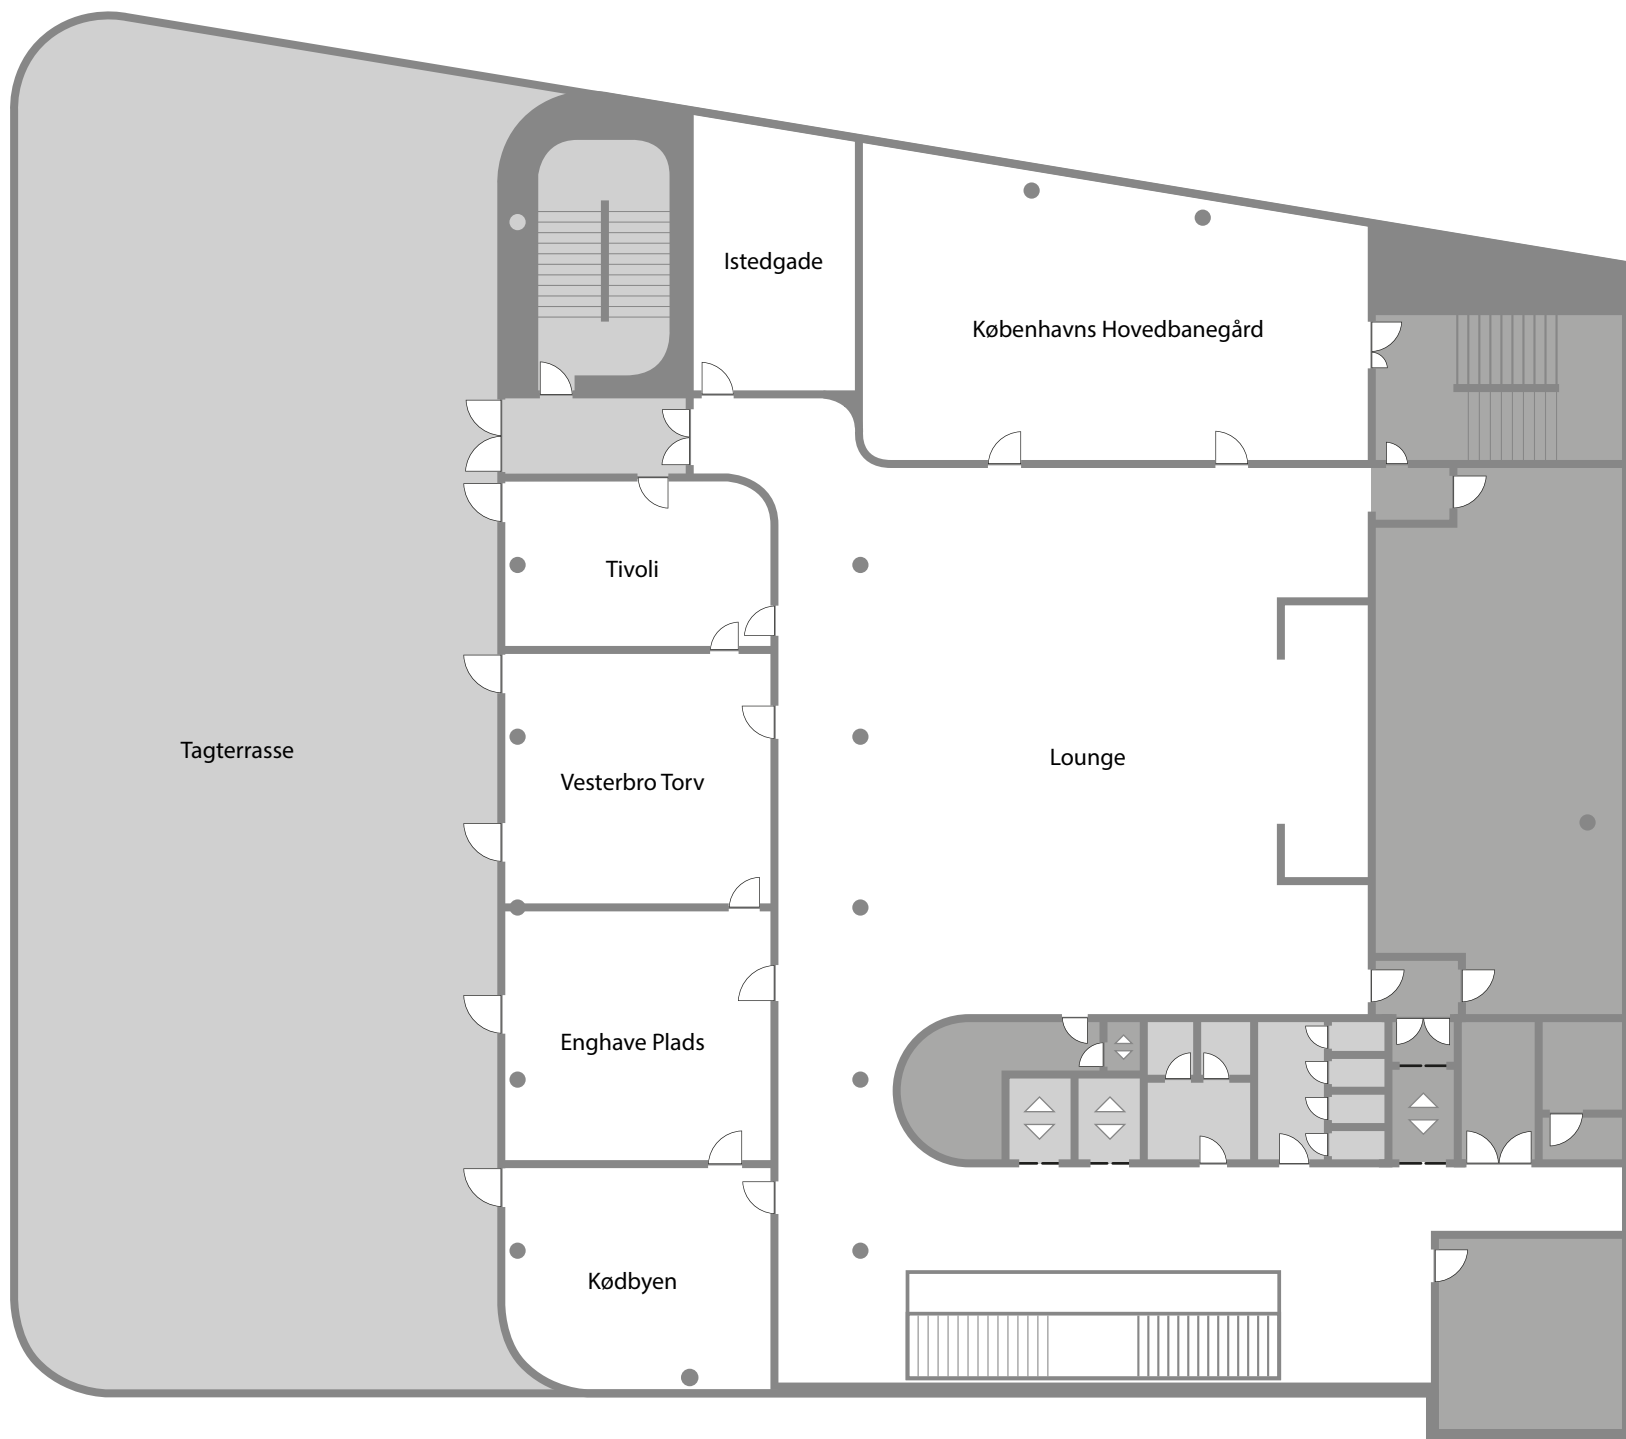 Istedgade
Københavns Hovedbanegård
Tivoli
Tagterrasse
Vesterbro Torv
Lounge
Enghave Plads
Kødbyen